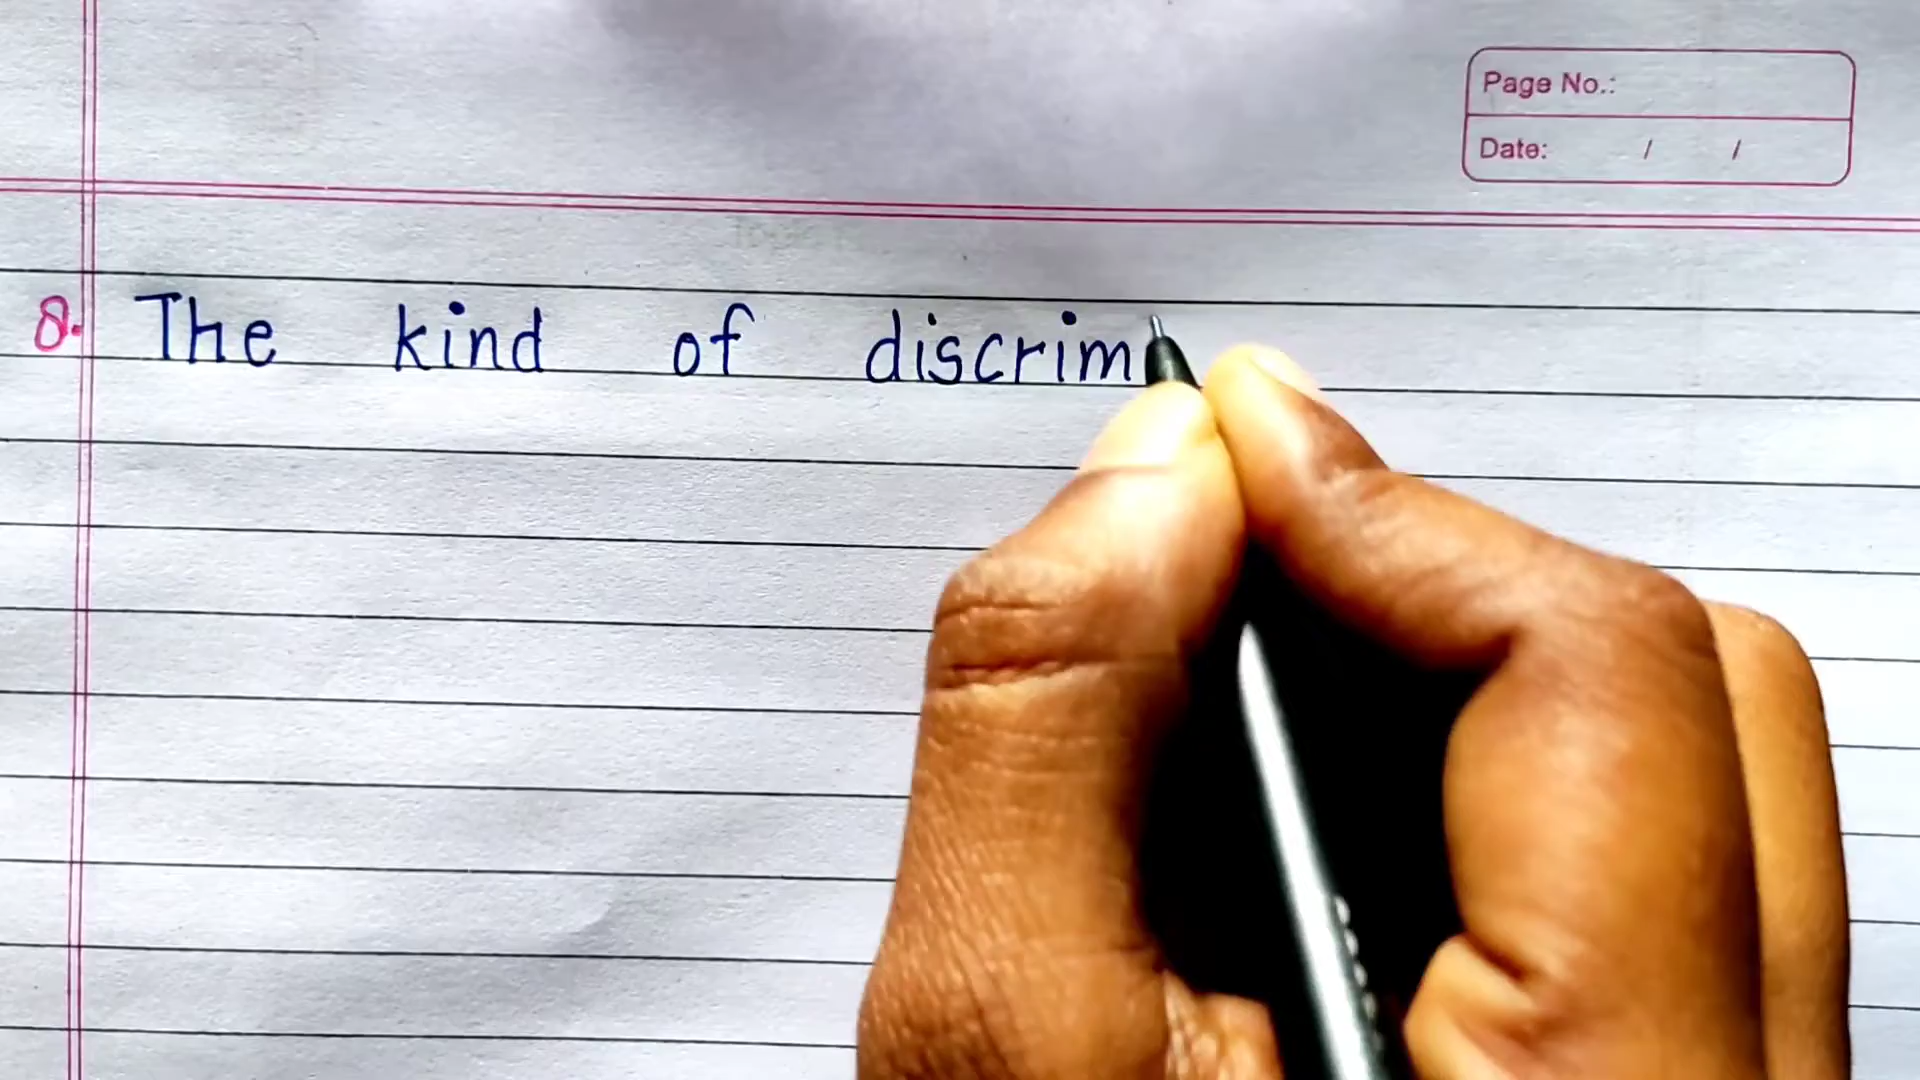 Page No.:
Date: / /
8. The kind of discrim